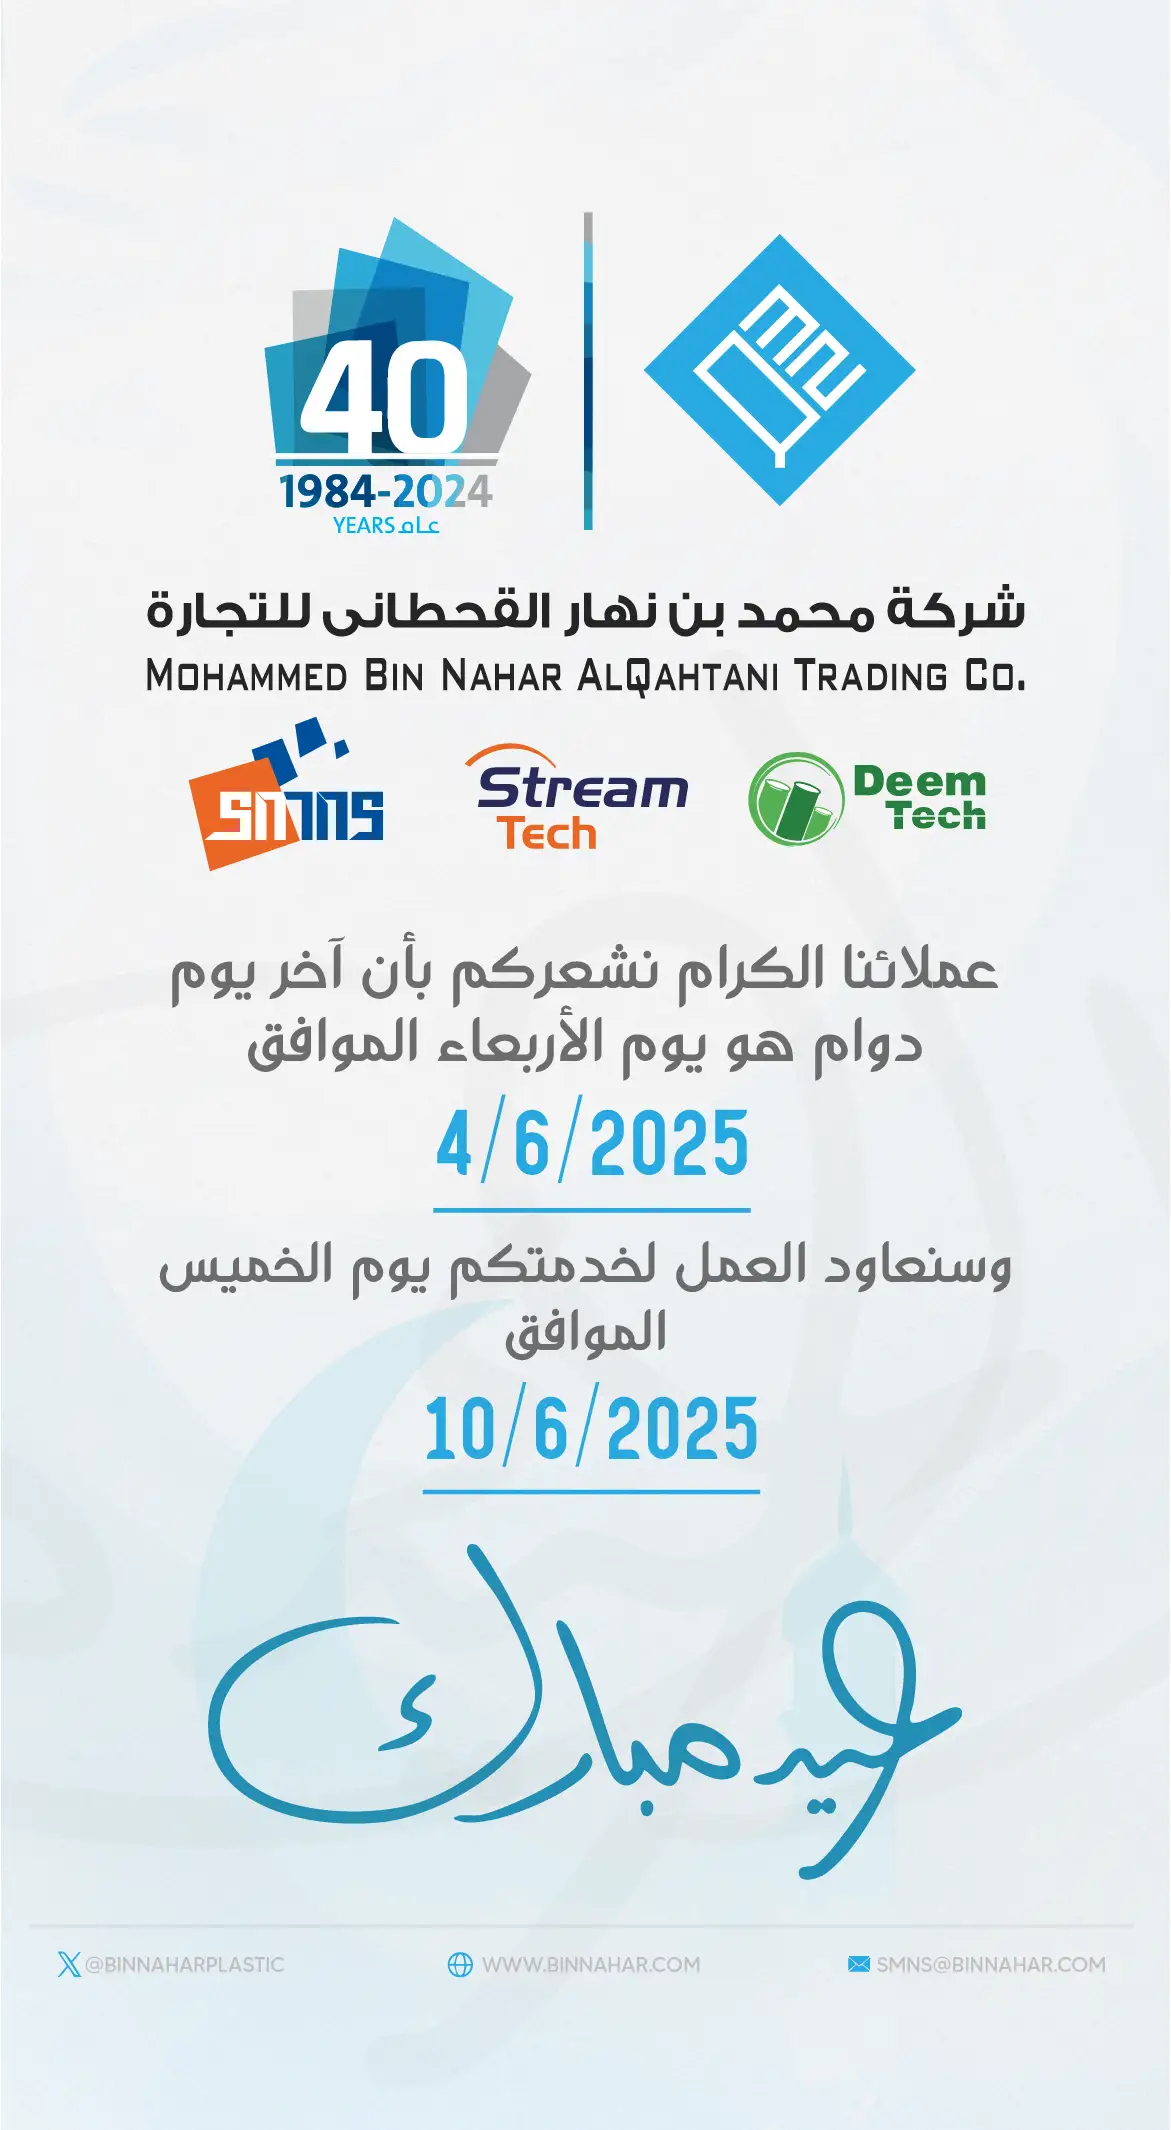 40
1984-2024
YEARS عام
شركة محمد بن نهار القحطانى للتجارة
MOHAMMED BIN NAHAR ALQAHTANI TRADING CO.
smns
Stream
Tech
Deem
Tech
عملائنا الكرام نشعركم بأن آخر يوم
دوام هو يوم الأربعاء الموافق
4/6/2025
وسنعاود العمل لخدمتكم يوم الخميس
الموافق
10/6/2025
عيد مبارك
@BINNAHARPLASTIC
WWW.BINNAHAR.COM
SMNS@BINNAHAR.COM